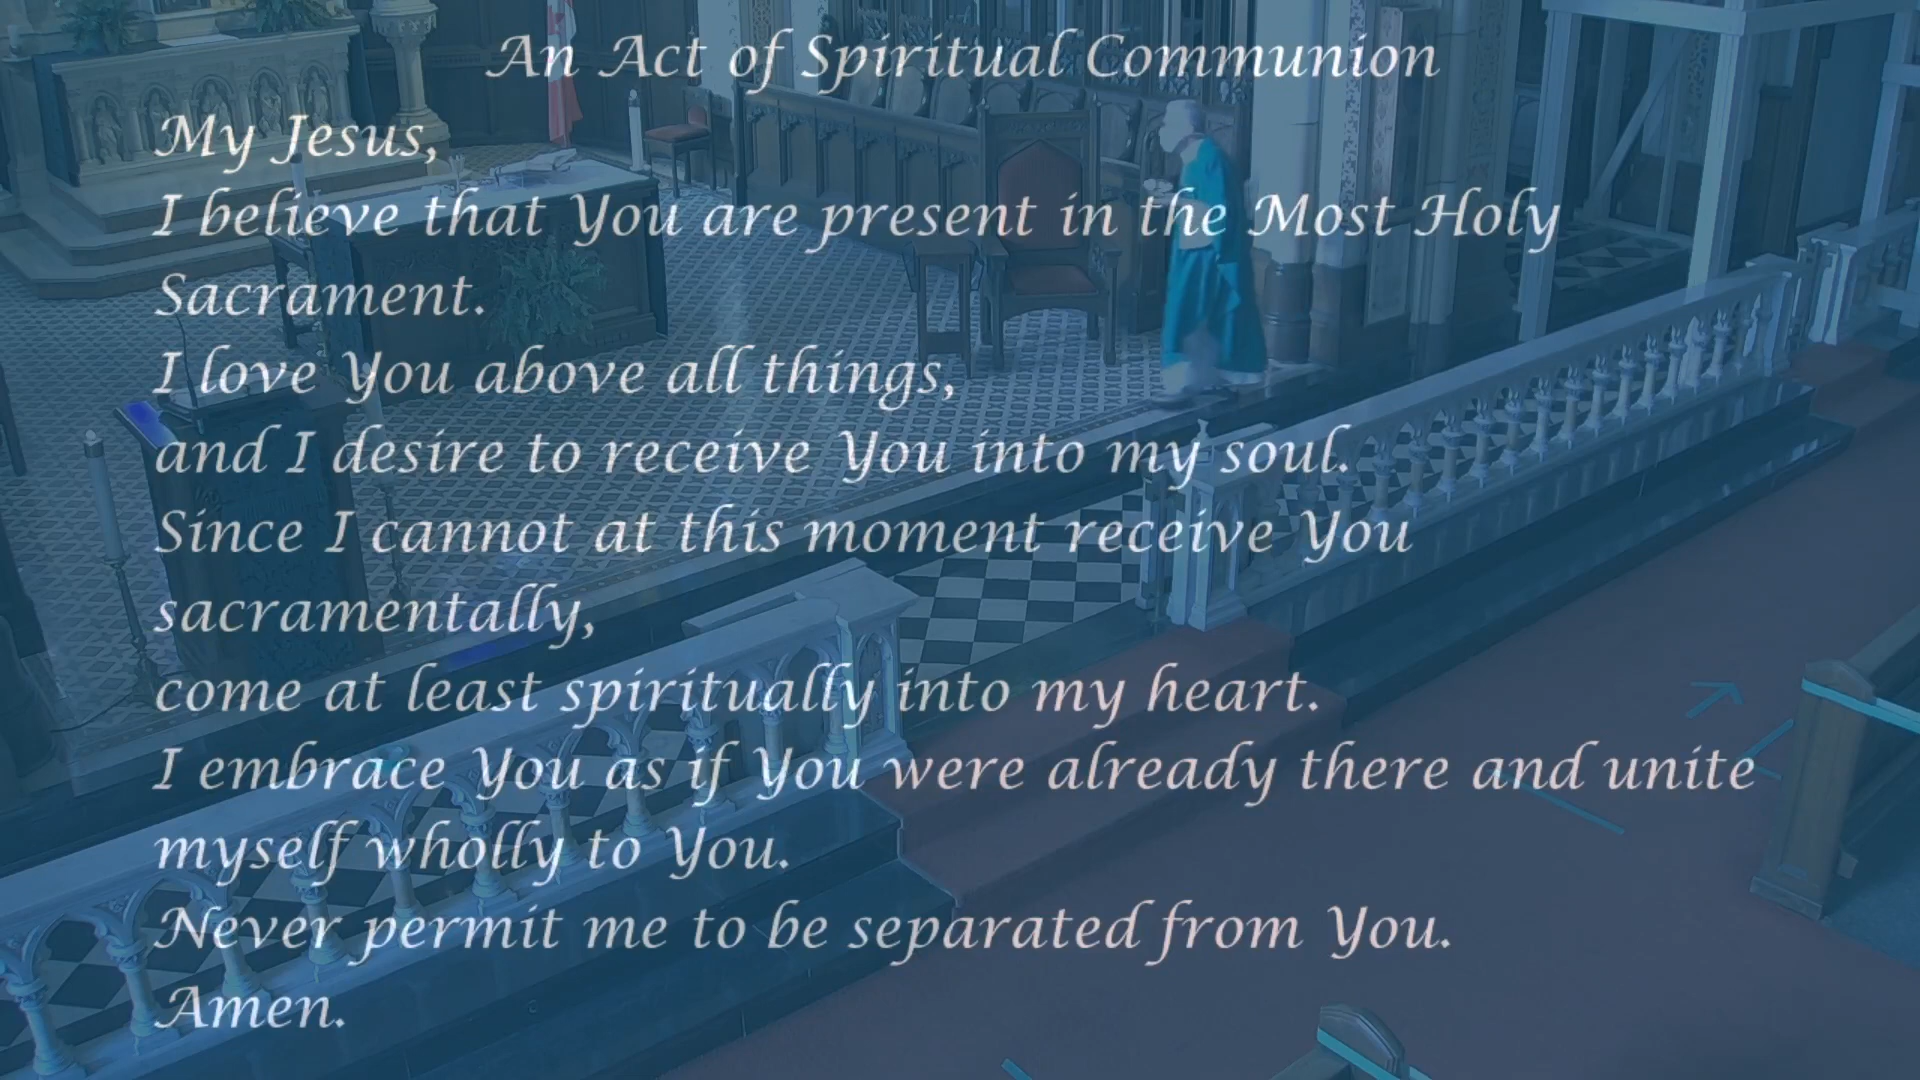 An Act of Spiritual Communion
My Jesus,
I believe that You are present in the Most Holy
Sacrament.
I love You above all things,
and I desire to receive You into my soul.
Since I cannot at this moment receive You
sacramentally,
come at least spiritually into my heart.
I embrace You as if You were already there and unite
myself wholly to You.
Never permit me to be separated from You.
Amen.